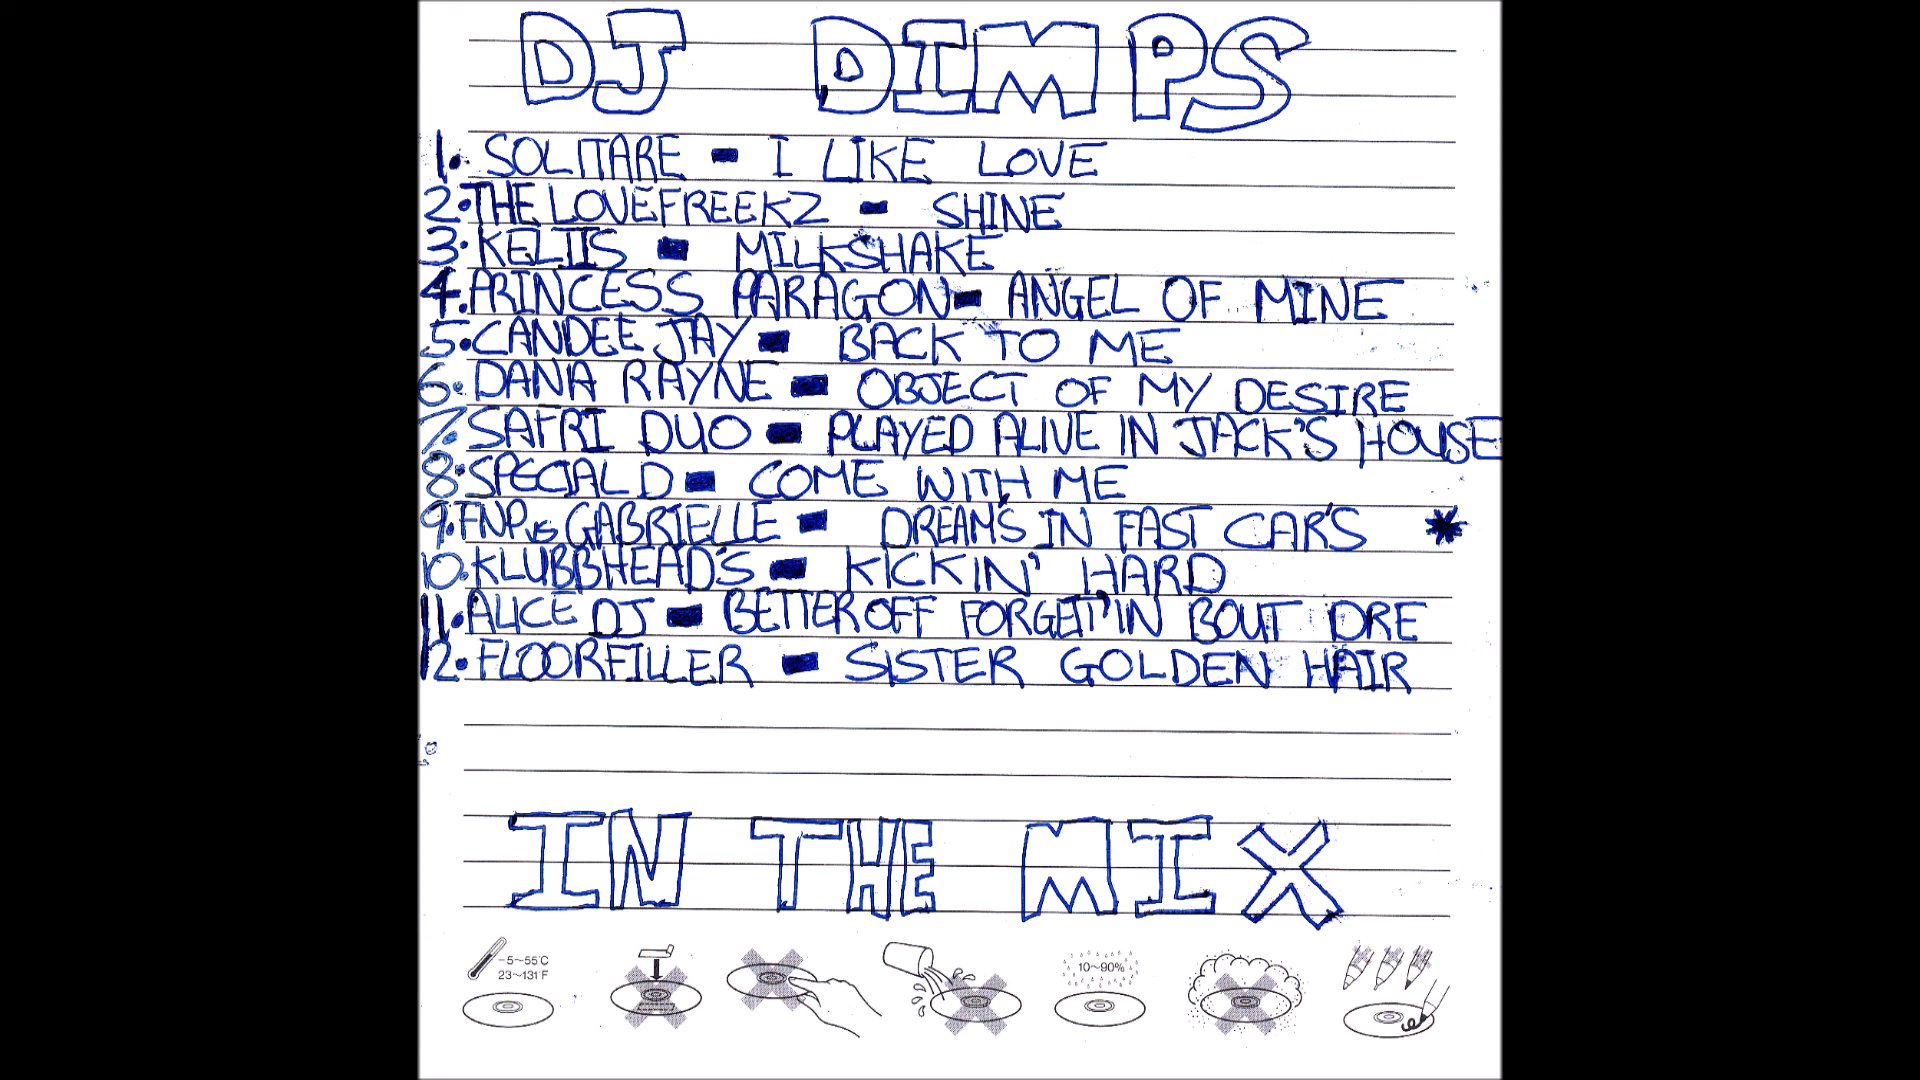 DJ DIMPS
1. SOLITARE - I LIKE LOVE
2. THE LOVEFREEKZ - SHINE
3. KELIIS - MILKSHAKE
4. PRINCESS PARAGON - ANGEL OF MINE
5. CANDEE JAY - BACK TO ME
6. DANA RAYNE - OBJECT OF MY DESIRE
7. SAFRI DUO - PLAYED ALIVE IN JACK'S HOUSE
8. SPECIAL D - COME WITH ME
9. FNP vs GABRIELLE - DREAM'S IN FAST CAR'S *
10. KLUBBHEAD'S - KICKIN' HARD
11. ALICE DJ - BETTER OFF FORGETT'IN BOUT DRE
12. FLOORFILLER - SISTER GOLDEN HAIR
IN THE MIX
-5~55°C
23~131°F
10~90%